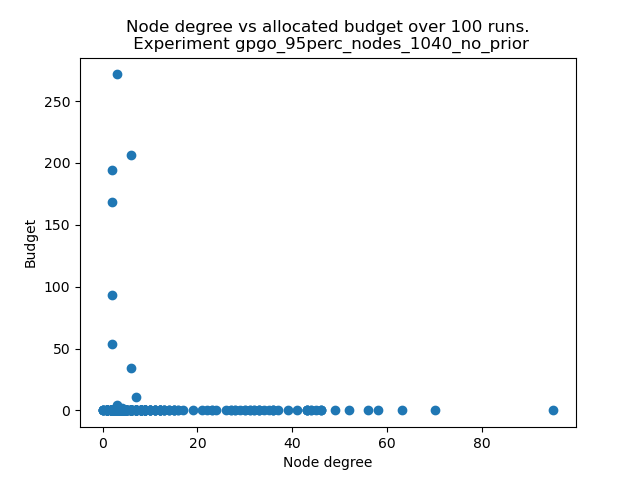 Node degree vs allocated budget over 100 runs.
Experiment gpgo_95perc_nodes_1040_no_prior
250
200
150
100
50
0
Budget
0 20 40 60 80
Node degree